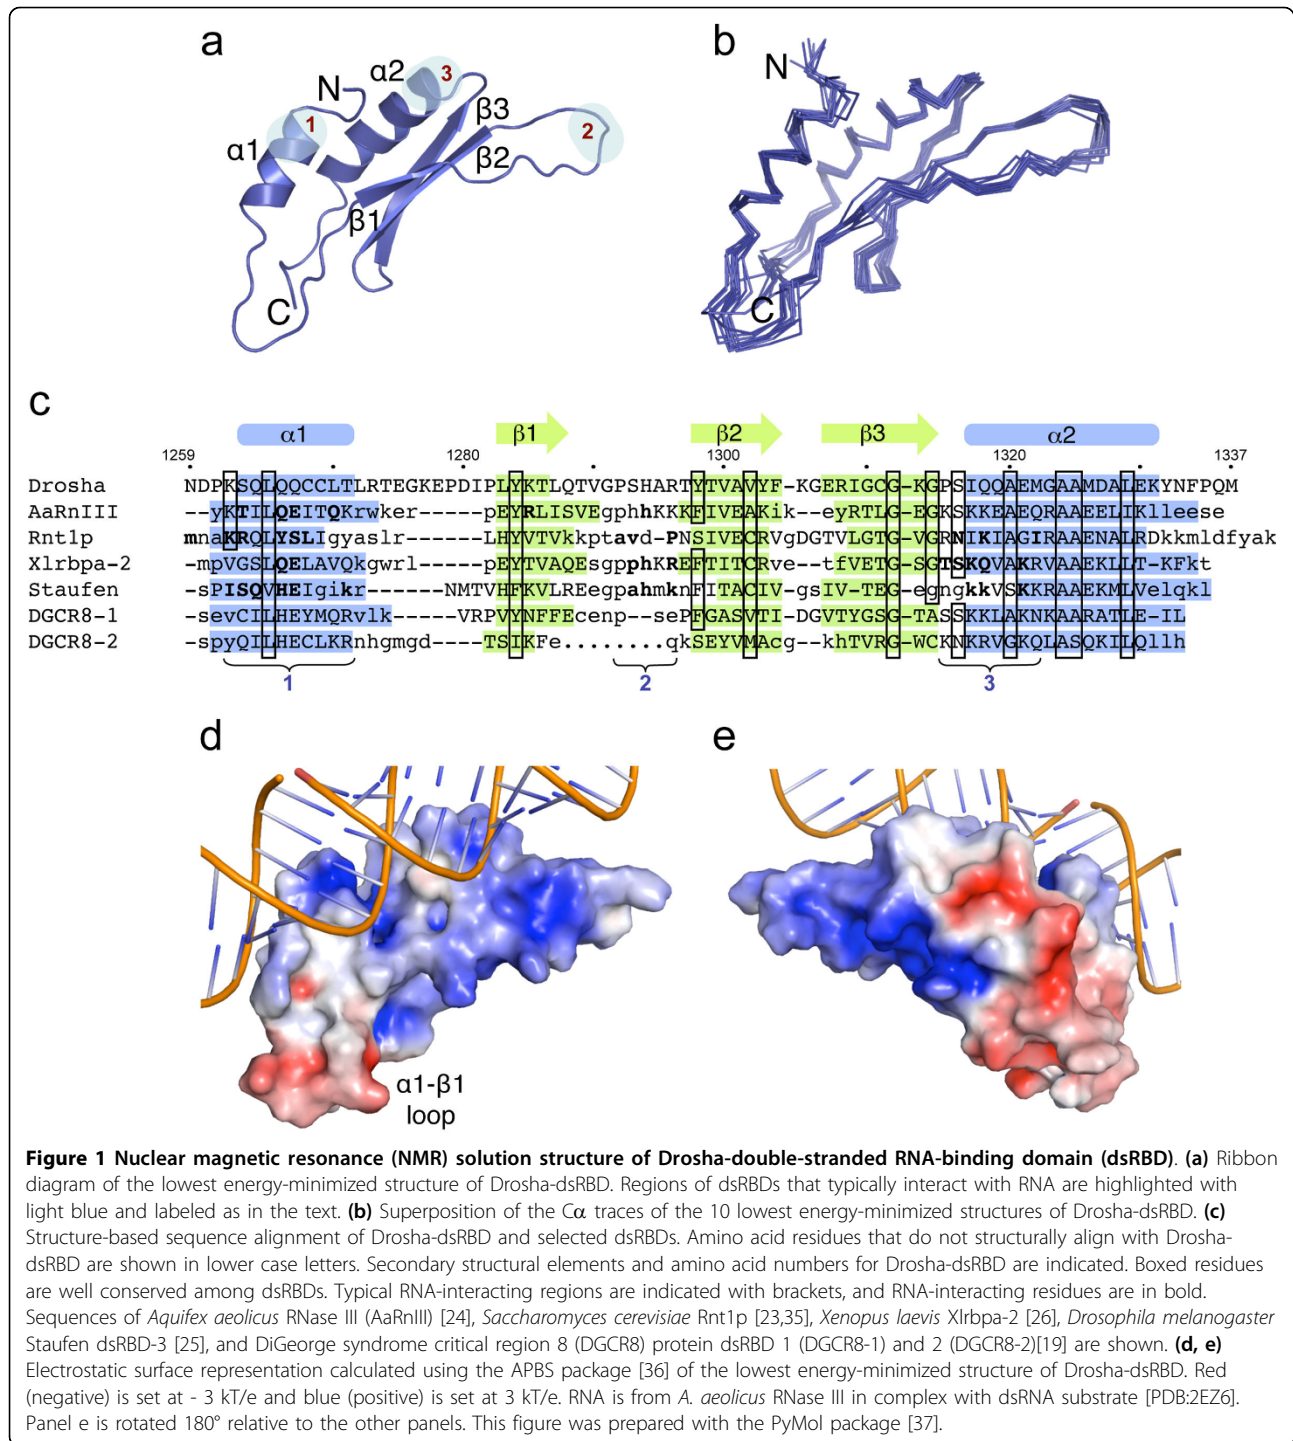 a
b
N
α2
3
N
1
β3
2
α1
β2
β1
C
C
c
α1 β1 β2 β3 α2
1259 1280 1300 1320 1337
Drosha NDPKSQLQQCCLTLRTEGKEPDIPLYKTLQTVGPSHARTYTVAVYF-KGERIGCG-KGPSIQQAEMGAAMDALEKYNFPQM
AaRnIII --yKTILQEITQKrwker-----pEYRLISVEgphhKKKFIVEAKik--eyRTLGEGKSKKEAEQRAAEELIKlleese
Rnt1p mnaKRQLYSLIgyaslr------LHYVTVKkptavd-PNSIVECRVgDGTVLGTG-VGRNIKIAGIRAAENALRDkkmldfyak
Xlrbpa-2 -mpVGSLQELAVQkgwrl-----pEYTVAQEsgpphKREFTITCRve--tfVETG-SGTSKQVAKRVAAEKLLT-KFkt
Staufen -sPISQVHEIgikr------NMTVHFKVLREegpahmknFITACIV-gsIV-TEG-egngkkVSKKRAAEKMLVelqkl
DGCR8-1 -sevCILHEYMQRvlk-----VRPVYNFFEcenp--sePFGASVTI-DGVTYGSG-TASSKKLAKNKAARATLE-IL
DGCR8-2 -spyQILHECLKRnhgmgd----TSIKFe........qkSEYVMAcg--khTVRG-WCKNKRVGKQLASQKILQllh
1 2 3
d
e
α1-β1
loop
Figure 1 Nuclear magnetic resonance (NMR) solution structure of Drosha-double-stranded RNA-binding domain (dsRBD). (a) Ribbon
diagram of the lowest energy-minimized structure of Drosha-dsRBD. Regions of dsRBDs that typically interact with RNA are highlighted with
light blue and labeled as in the text. (b) Superposition of the Cα traces of the 10 lowest energy-minimized structures of Drosha-dsRBD. (c)
Structure-based sequence alignment of Drosha-dsRBD and selected dsRBDs. Amino acid residues that do not structurally align with Drosha-
dsRBD are shown in lower case letters. Secondary structural elements and amino acid numbers for Drosha-dsRBD are indicated. Boxed residues
are well conserved among dsRBDs. Typical RNA-interacting regions are indicated with brackets, and RNA-interacting residues are in bold.
Sequences of Aquifex aeolicus RNase III (AaRnIII) [24], Saccharomyces cerevisiae Rnt1p [23,35], Xenopus laevis Xlrbpa-2 [26], Drosophila melanogaster
Staufen dsRBD-3 [25], and DiGeorge syndrome critical region 8 (DGCR8) protein dsRBD 1 (DGCR8-1) and 2 (DGCR8-2)[19] are shown. (d, e)
Electrostatic surface representation calculated using the APBS package [36] of the lowest energy-minimized structure of Drosha-dsRBD. Red
(negative) is set at - 3 kT/e and blue (positive) is set at 3 kT/e. RNA is from A. aeolicus RNase III in complex with dsRNA substrate [PDB:2EZ6].
Panel e is rotated 180° relative to the other panels. This figure was prepared with the PyMol package [37].